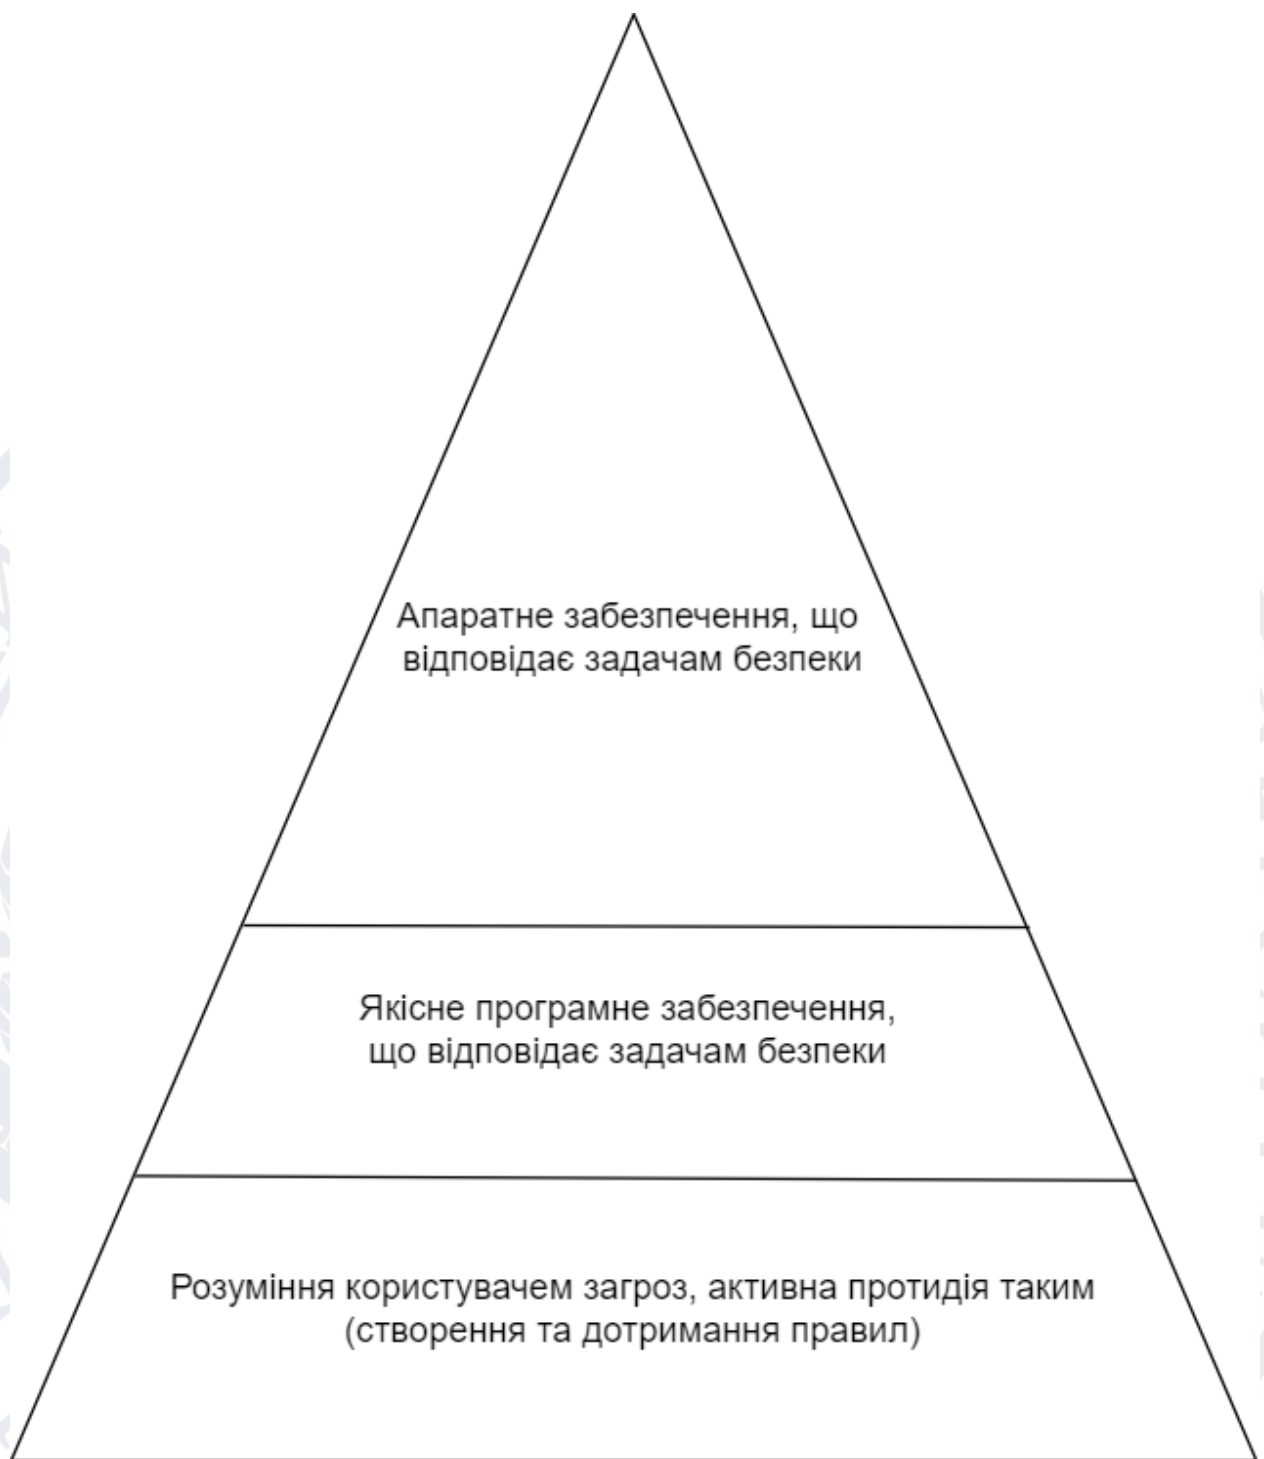 Апаратне забезпечення, що
відповідає задачам безпеки
Якісне програмне забезпечення,
що відповідає задачам безпеки
Розуміння користувачем загроз, активна протидія таким
(створення та дотримання правил)